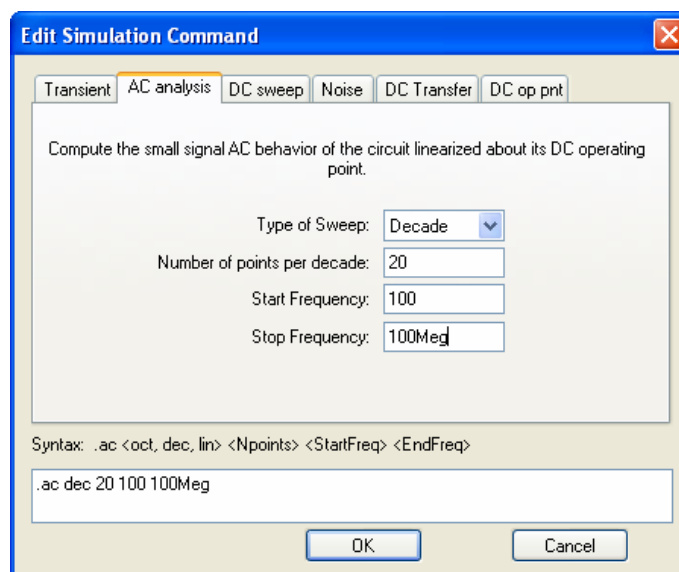 Edit Simulation Command
Transient AC analysis DC sweep Noise DC Transfer DC op pnt
Compute the small signal AC behavior of the circuit linearized about its DC operating
point.
Type of Sweep: Decade
Number of points per decade: 20
Start Frequency: 100
Stop Frequency: 100Meg
Syntax: .ac <oct, dec, lin> <Npoints> <StartFreq> <EndFreq>
.ac dec 20 100 100Meg
OK Cancel